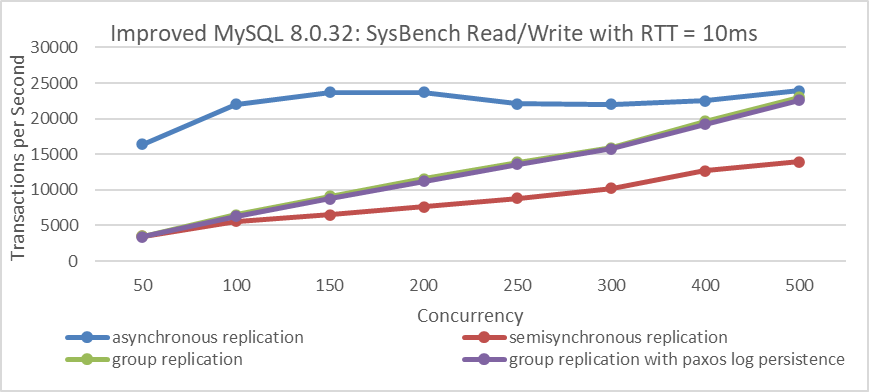 Improved MySQL 8.0.32: SysBench Read/Write with RTT = 10ms
Transactions per Second
30000
25000
20000
15000
10000
5000
0
50 100 150 200 250 300 400 500
Concurrency
asynchronous replication
semisynchronous replication
group replication
group replication with paxos log persistence